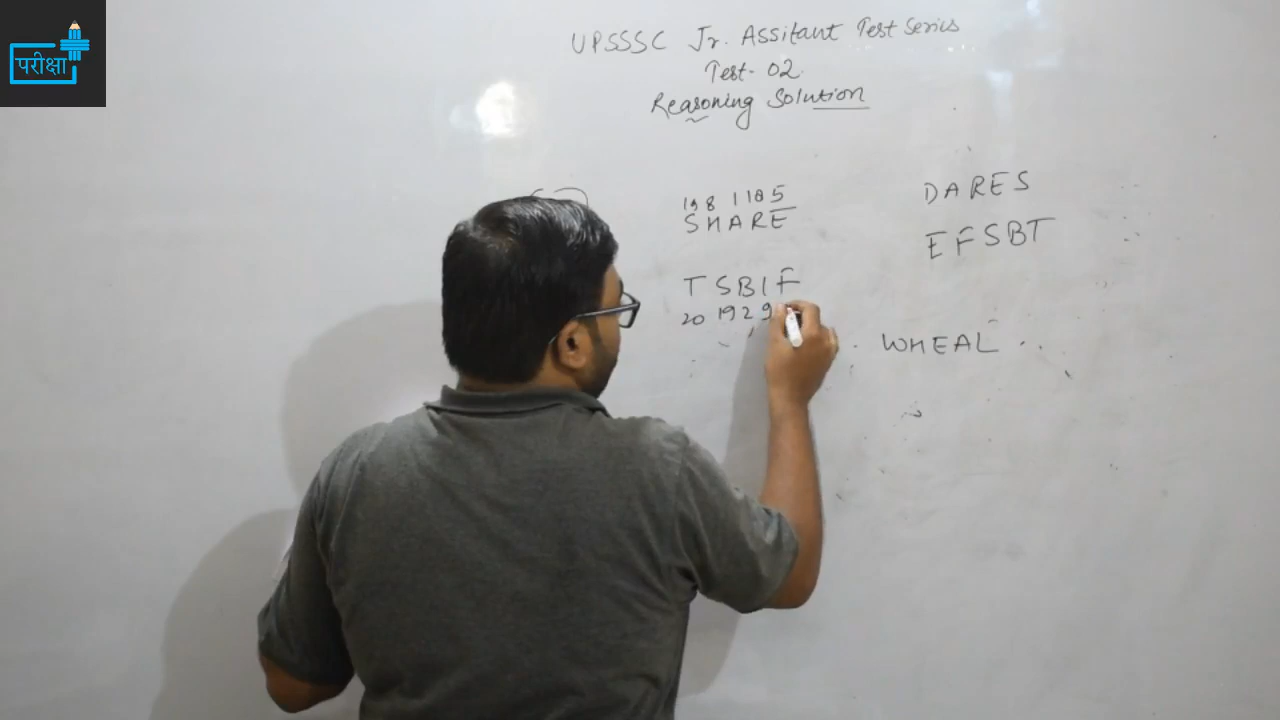 परीक्षा
UPSSSC Jr. Assitant Test Series
Test- 02.
Reasoning Solution
19 8 1 18 5
SHARE
TSBIF
20 19 2 9
DARES
EFSBT
WHEAL